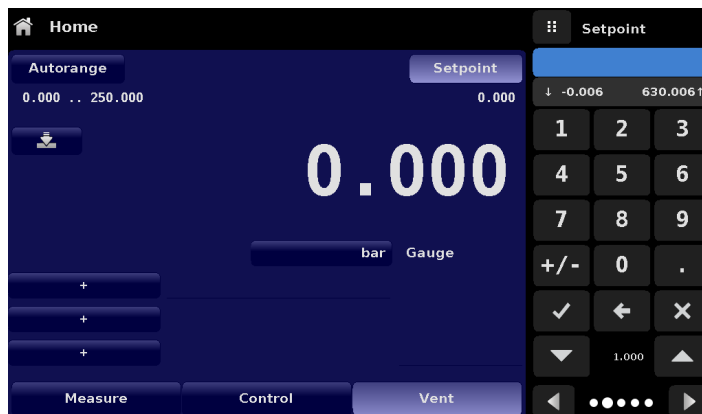 Home
Setpoint
Autorange
Setpoint
0.000 .. 250.000
0.000
↓ -0.006 630.006↑
0.000
bar Gauge
1 2 3
4 5 6
7 8 9
+/- 0 .
+
+
+
1.000
Measure Control Vent